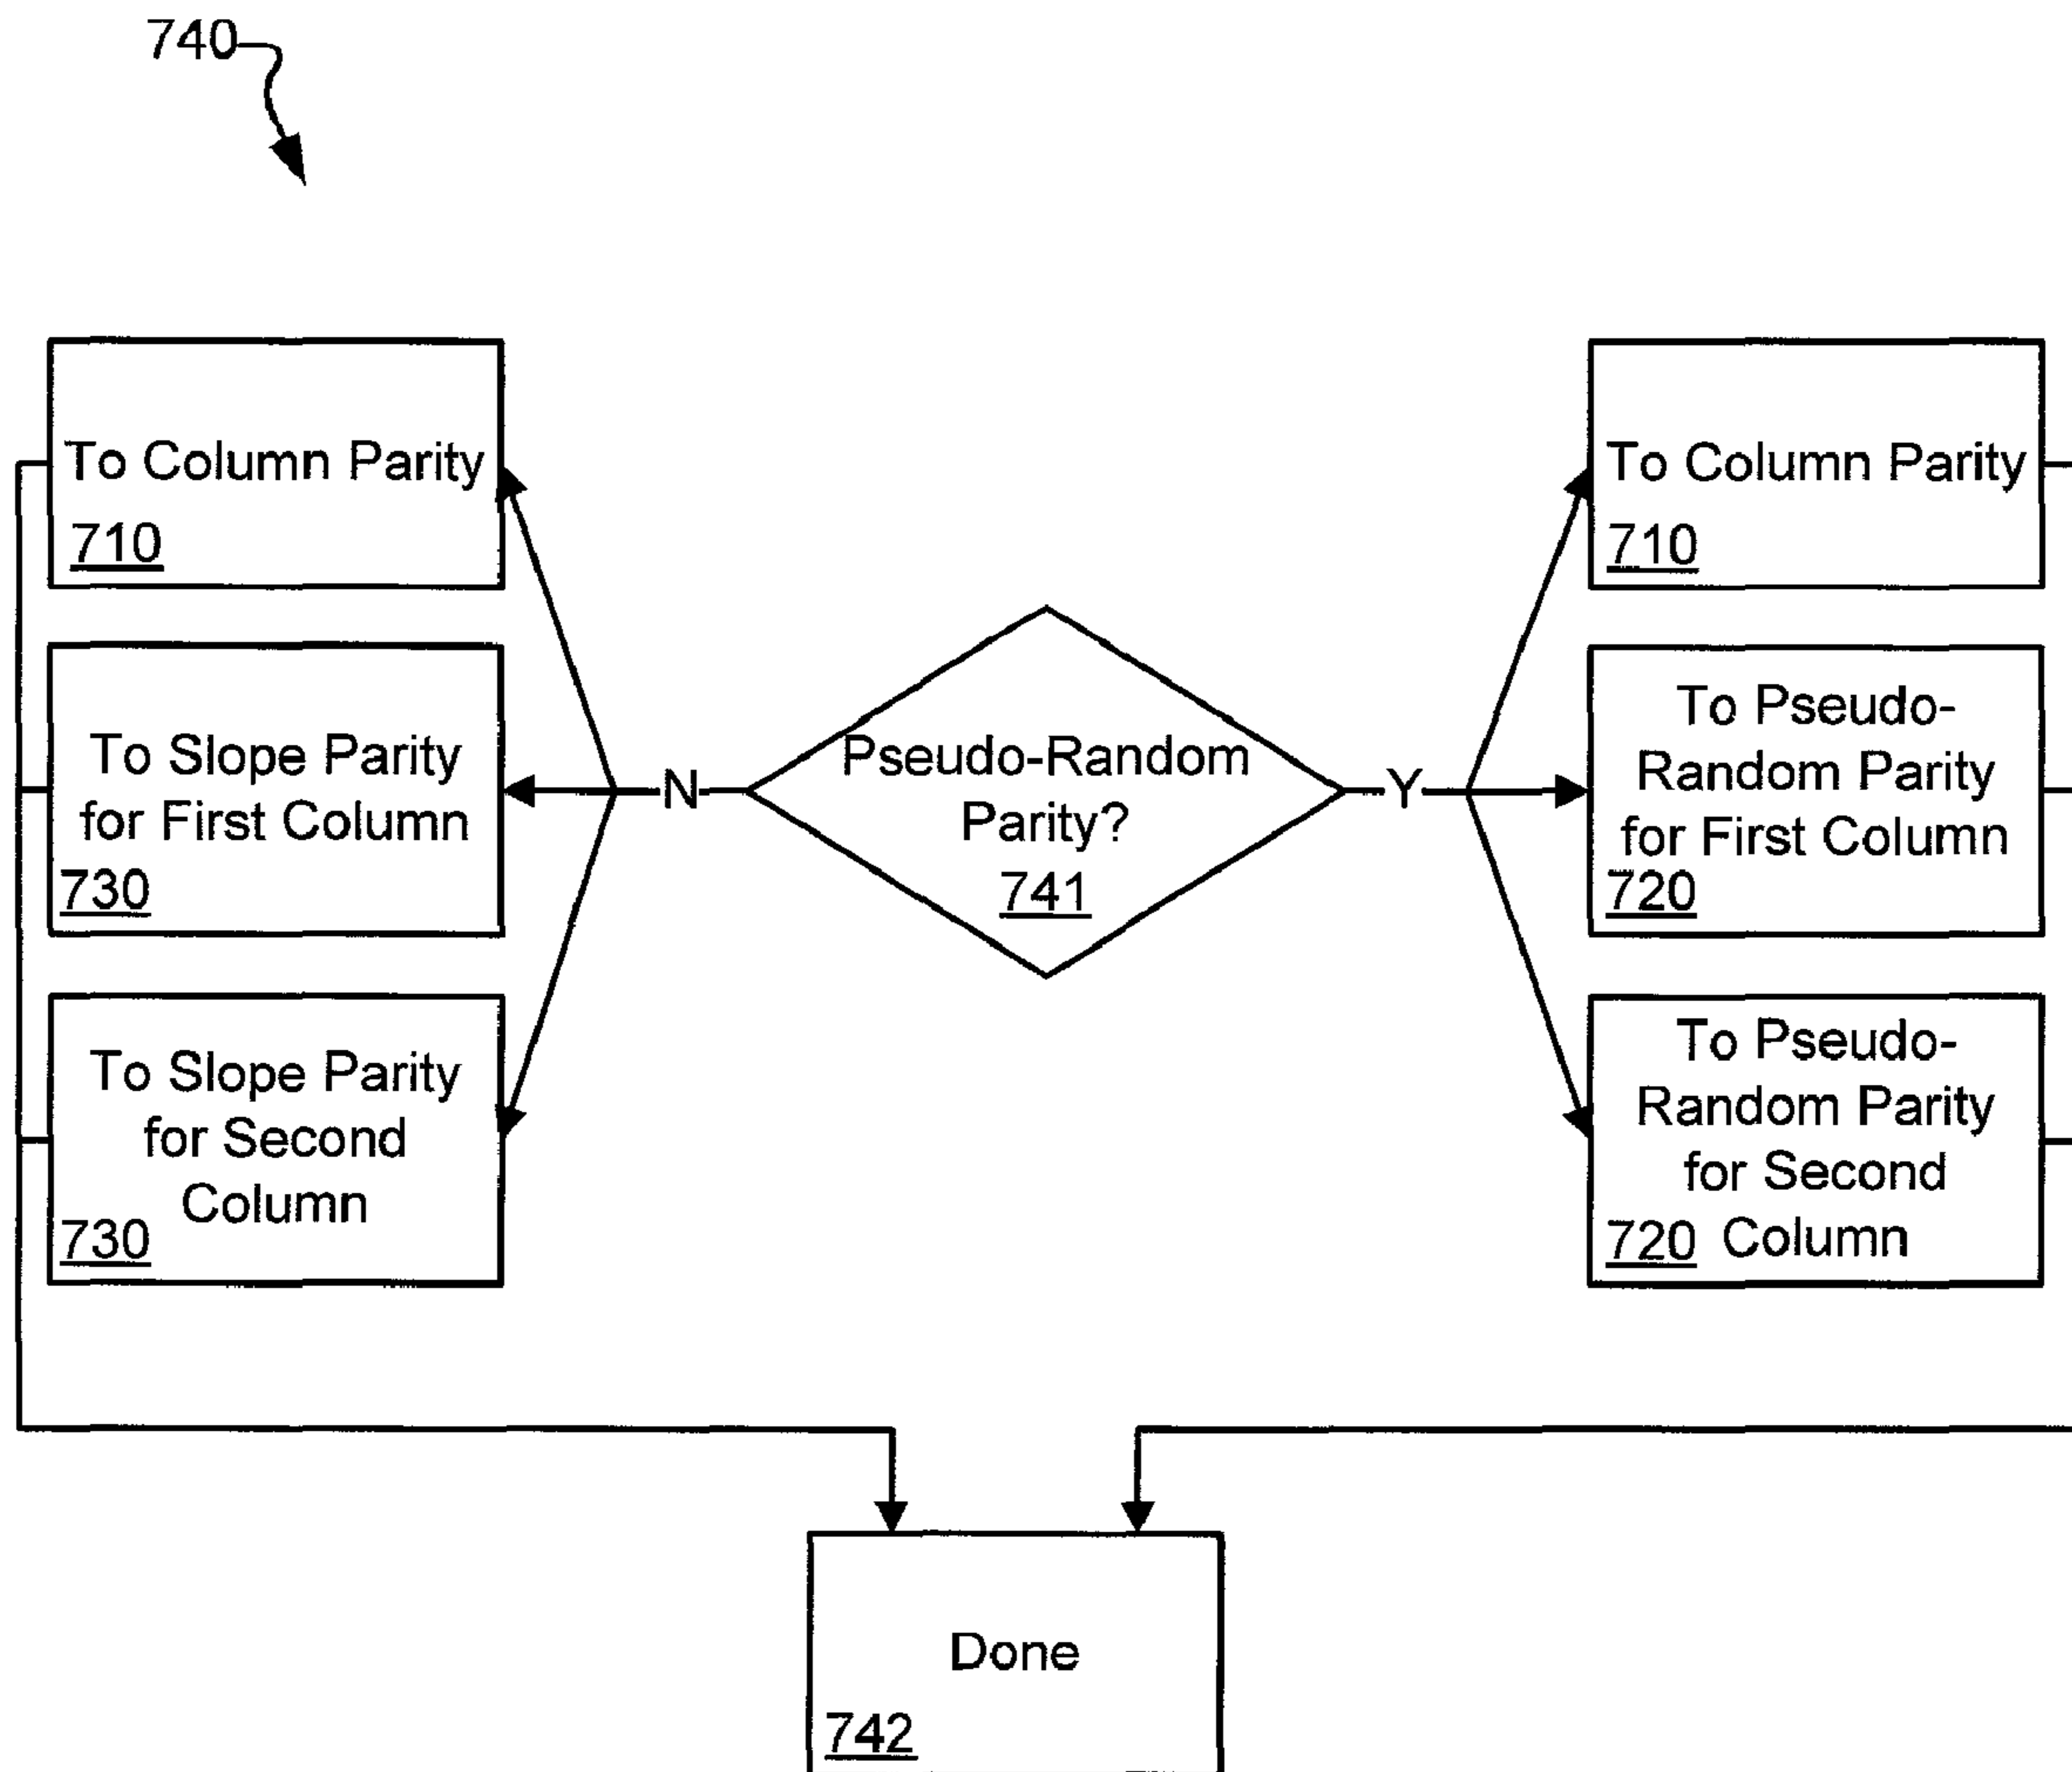 740
To Column Parity
710
To Slope Parity
for First Column
730
To Slope Parity
for Second
Column
730
N
Pseudo-Random
Parity?
741
Y
To Column Parity
710
To Pseudo-
Random Parity
for First Column
720
To Pseudo-
Random Parity
for Second
720 Column
Done
742